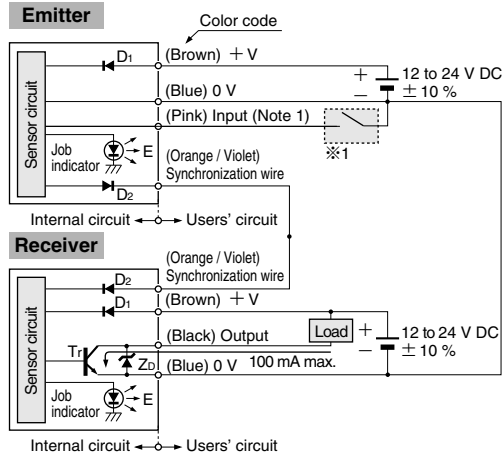 Emitter
Color code
D1
(Brown) + V
(Blue) 0 V
+
−
12 to 24 V DC
± 10 %
(Pink) Input (Note 1)
※1
Sensor circuit
Job
indicator
E
(Orange / Violet)
Synchronization wire
D2
Internal circuit
Users' circuit
Receiver
(Orange / Violet)
Synchronization wire
D2
D1
(Brown) + V
Sensor circuit
(Black) Output
Load
+
−
12 to 24 V DC
± 10 %
Tr
ZD
100 mA max.
(Blue) 0 V
Job
indicator
E
Internal circuit
Users' circuit